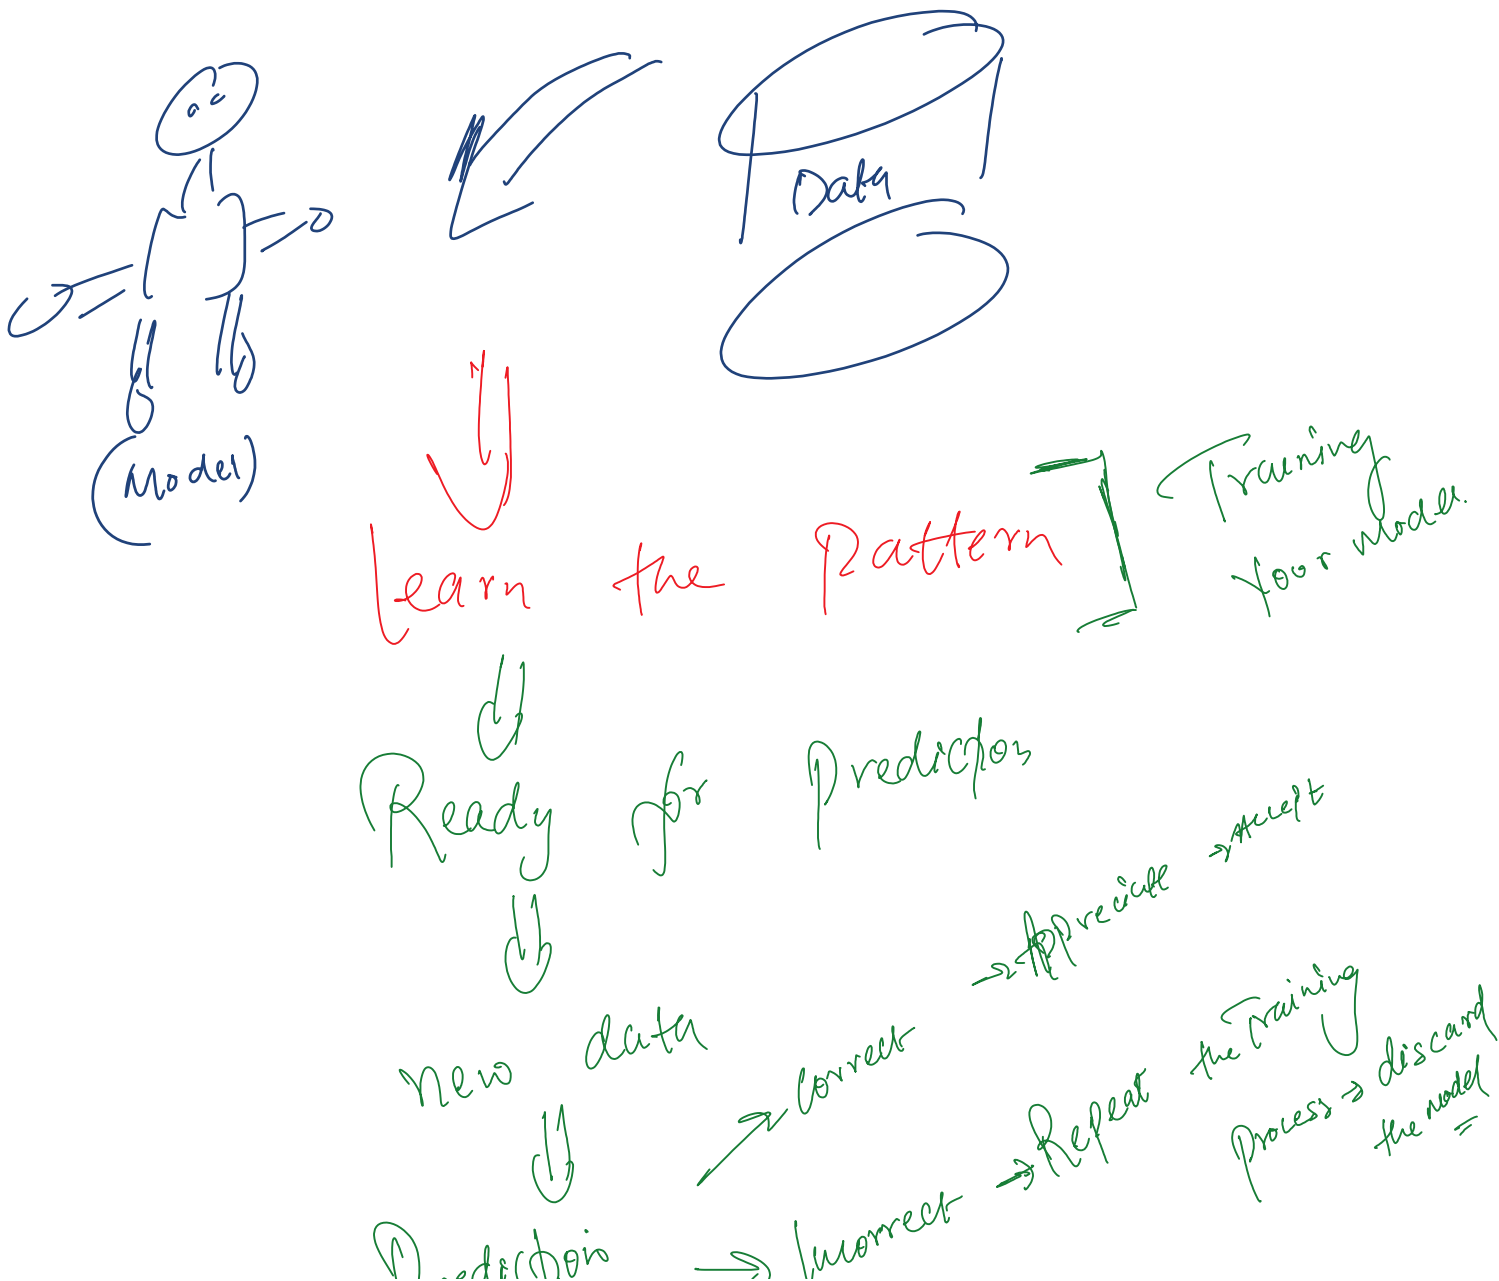 Data
(Model)
Learn the Pattern
Training
Your Model.
Ready for Prediction
new data
Correct → Appreciate → Accept
Prediction → Incorrect → Repeat the Training
Process → discard
the model